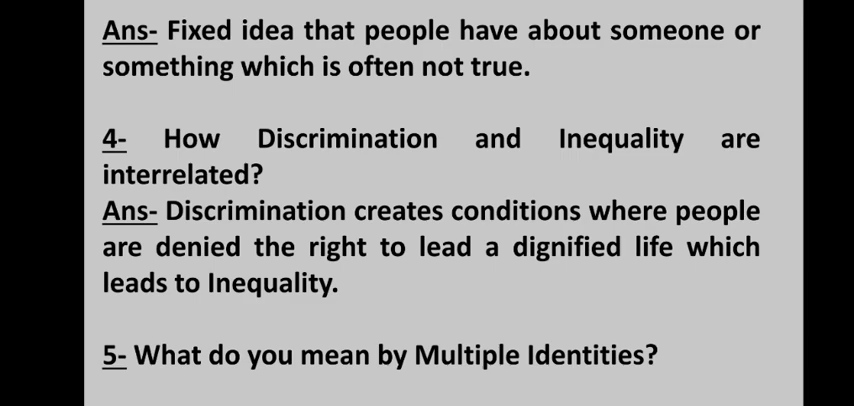 Ans- Fixed idea that people have about someone or
something which is often not true.
4- How Discrimination and Inequality are
interrelated?
Ans- Discrimination creates conditions where people
are denied the right to lead a dignified life which
leads to Inequality.
5- What do you mean by Multiple Identities?